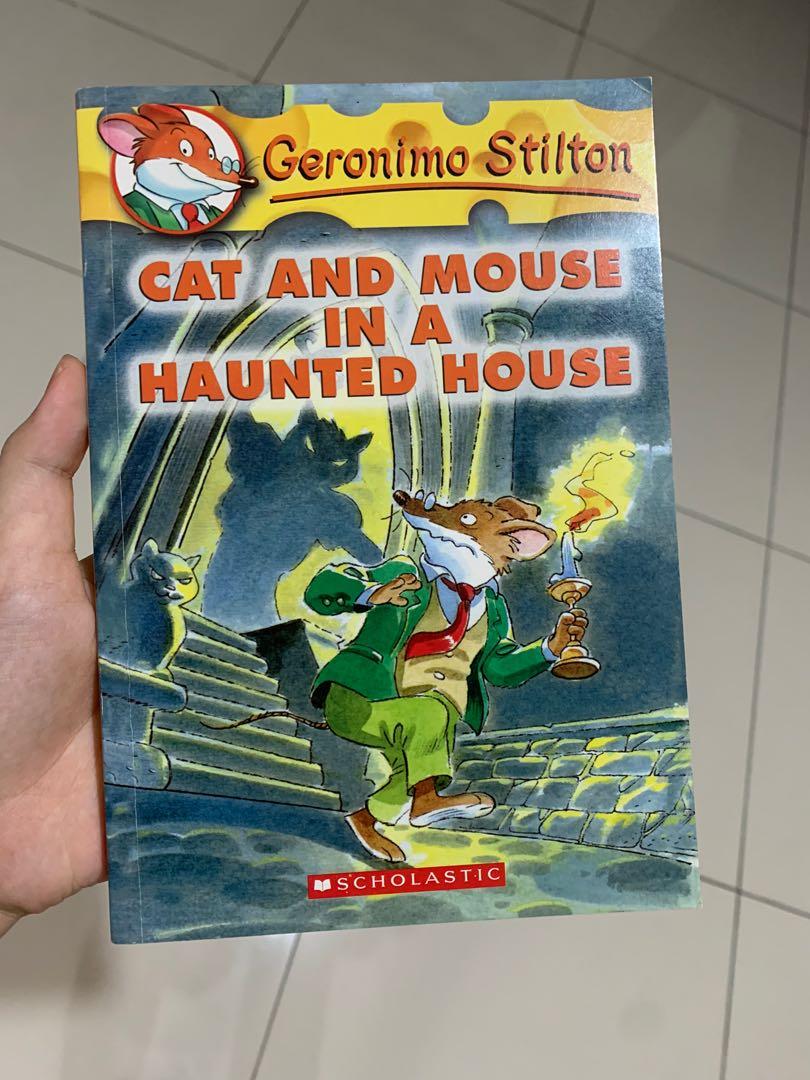 Geronimo Stilton
CAT AND MOUSE
IN A
HAUNTED HOUSE
SCHOLASTIC